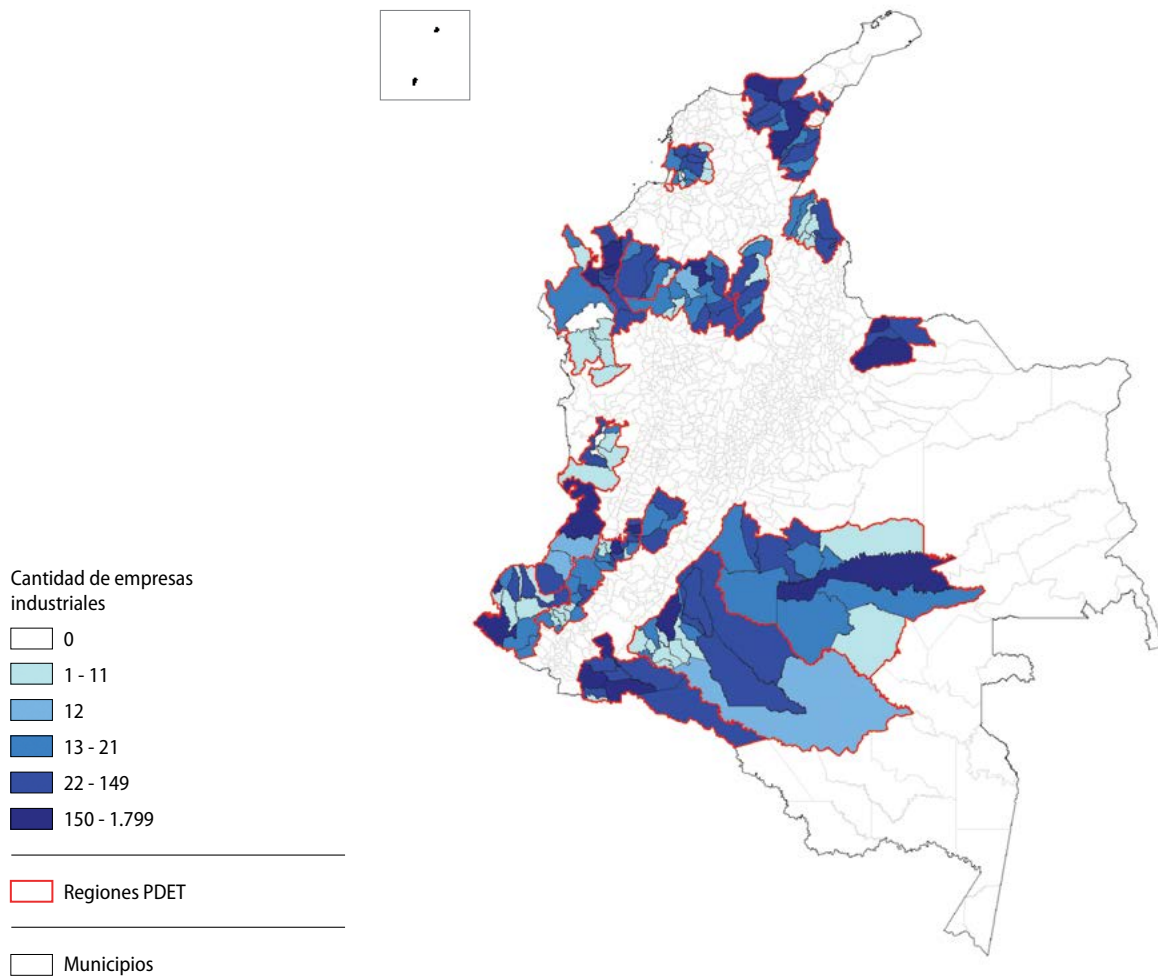 Cantidad de empresas
industriales
0
1 - 11
12
13 - 21
22 - 149
150 - 1.799
Regiones PDET
Municipios